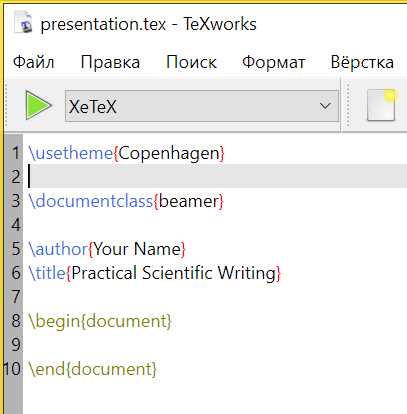 presentation.tex - TeXworks
Файл Правка Поиск Формат Вёрстка
XeTeX
1 \usetheme{Copenhagen}
2
3 \documentclass{beamer}
4
5 \author{Your Name}
6 \title{Practical Scientific Writing}
7
8 \begin{document}
9
10 \end{document}